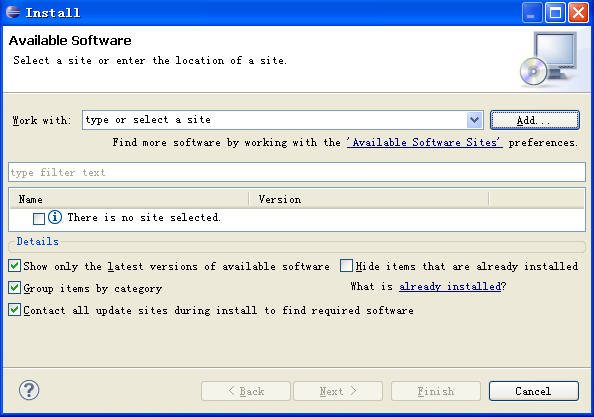 Install
Available Software
Select a site or enter the location of a site.
Work with: type or select a site Add...
Find more software by working with the 'Available Software Sites' preferences.
type filter text
Name Version
There is no site selected.
Details
Show only the latest versions of available software Hide items that are already installed
Group items by category What is already installed?
Contact all update sites during install to find required software
? < Back Next > Finish Cancel